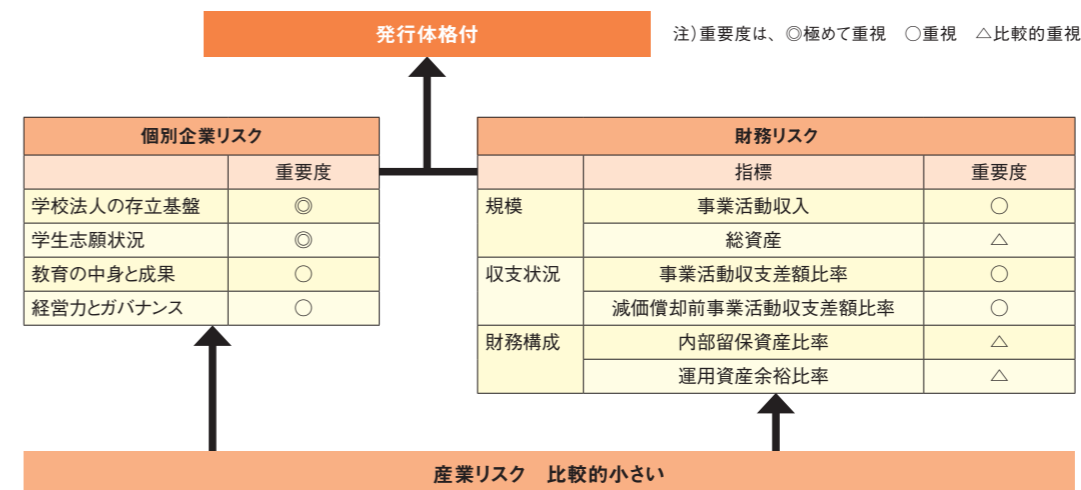 発行体格付
注)重要度は、◎極めて重視 ○重視 △比較的重視
個別企業リスク
重要度
学校法人の存立基盤 ◎
学生志願状況 ◎
教育の中身と成果 ○
経営力とガバナンス ○
財務リスク
指標 重要度
規模 事業活動収入 ○
総資産 △
収支状況 事業活動収支差額比率 ○
減価償却前事業活動収支差額比率 ○
財務構成 内部留保資産比率 △
運用資産余裕比率 △
産業リスク 比較的小さい